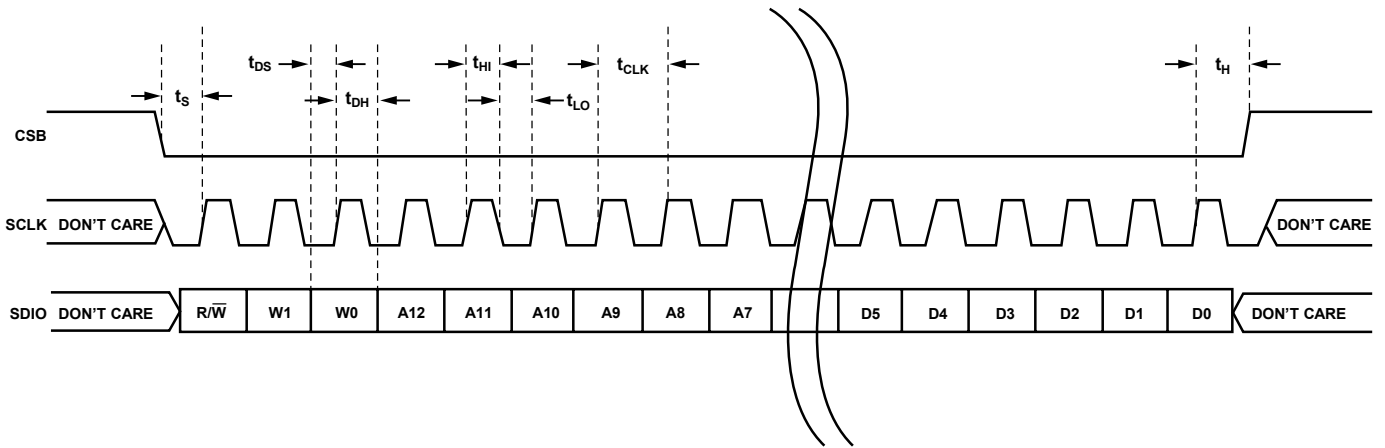 tDS
tHI
tCLK
tH
tS
tDH
tLO
CSB
SCLK DON'T CARE
DON'T CARE
SDIO DON'T CARE R/W̅ W1 W0 A12 A11 A10 A9 A8 A7 D5 D4 D3 D2 D1 D0 DON'T CARE